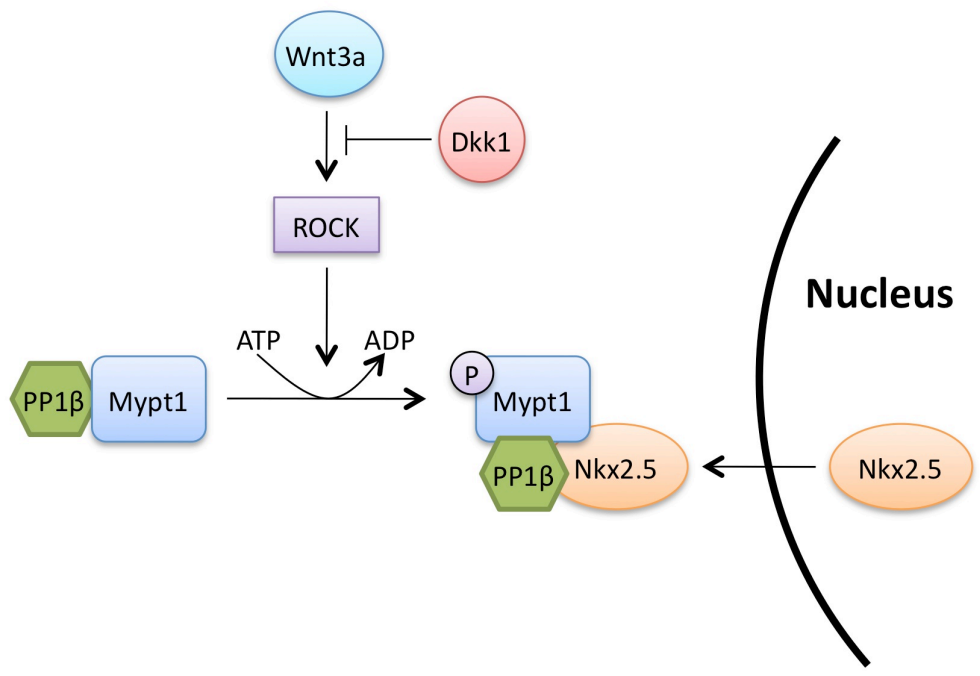 Wnt3a
Dkk1
ROCK
Nucleus
ATP
ADP
PP1β
Mypt1
P
Mypt1
PP1β
Nkx2.5
Nkx2.5